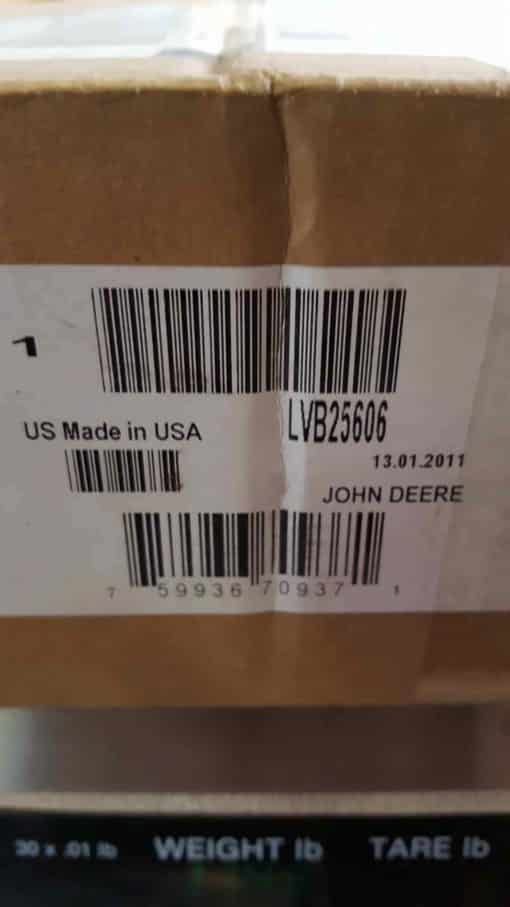 1
US Made in USA
LVB25606
13.01.2011
JOHN DEERE
7 59936 70937 1
30 x .01 lb WEIGHT lb TARE lb